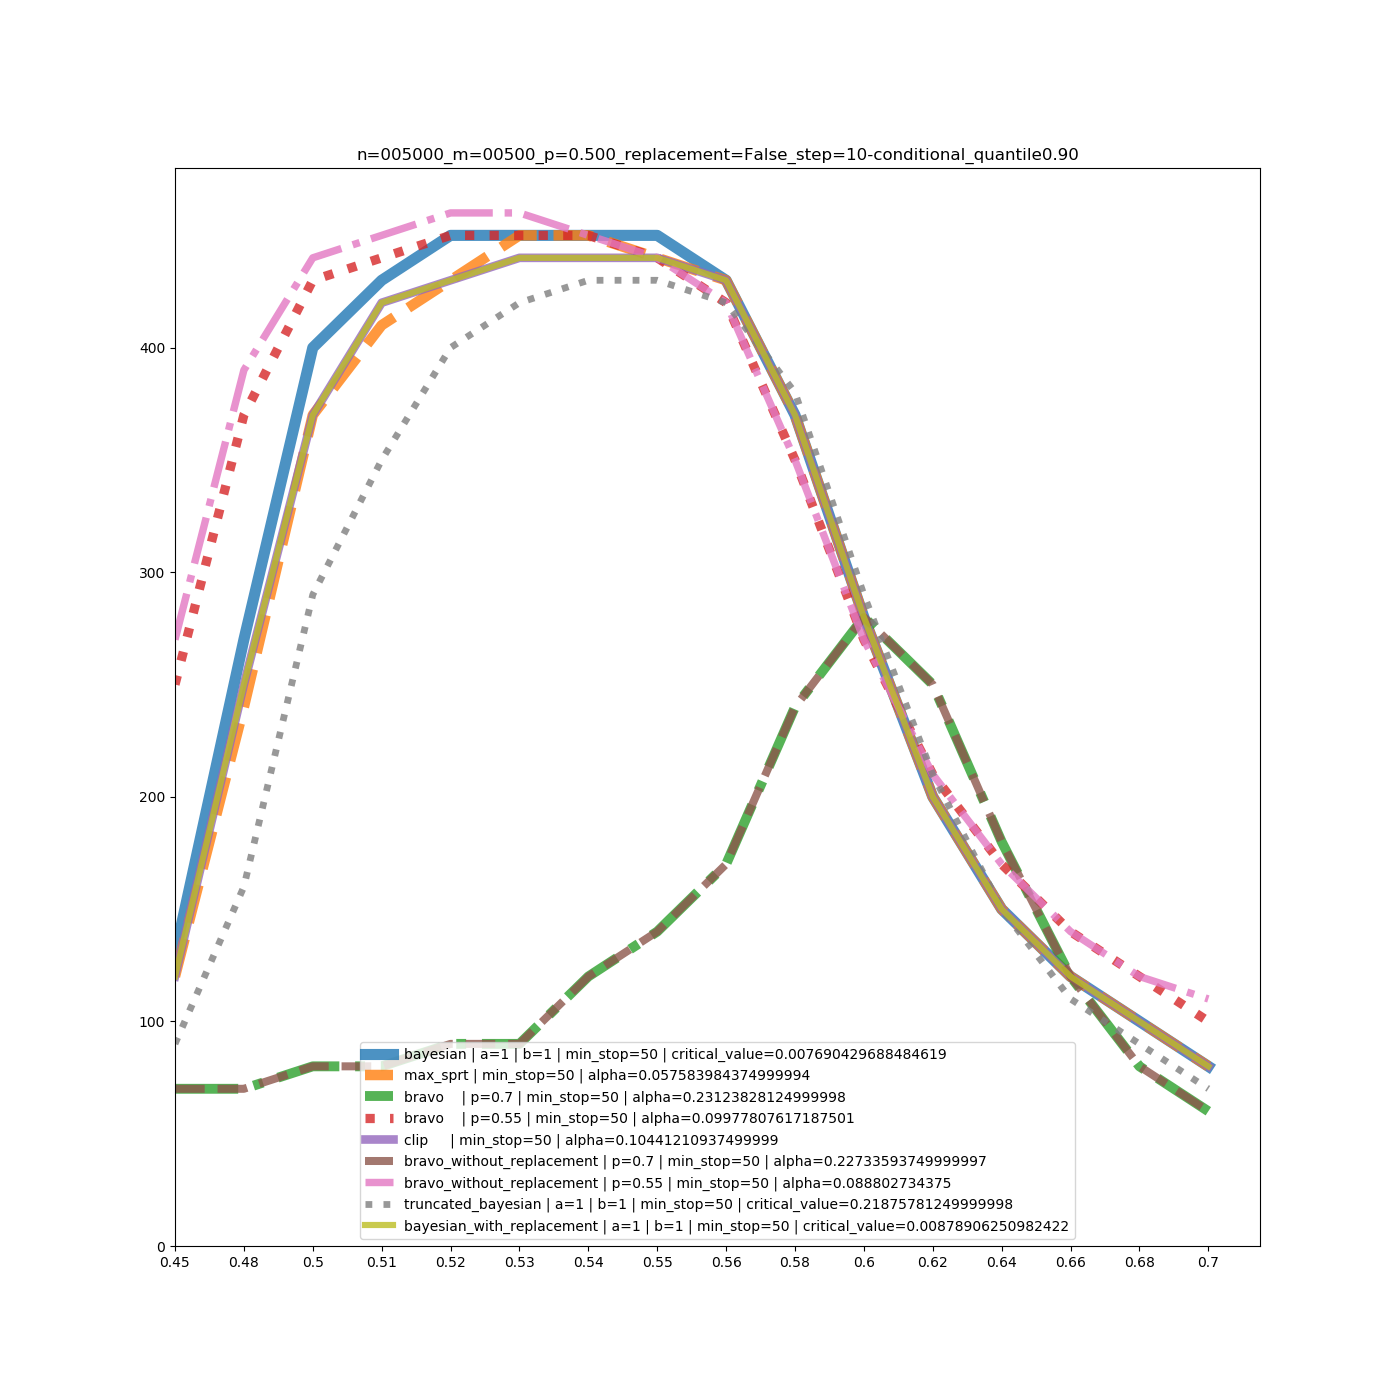 n=005000_m=00500_p=0.500_replacement=False_step=10-conditional_quantile0.90
400
300
200
100
0
bayesian | a=1 | b=1 | min_stop=50 | critical_value=0.007690429688484619
max_sprt | min_stop=50 | alpha=0.057583984374999994
bravo | p=0.7 | min_stop=50 | alpha=0.23123828124999998
bravo | p=0.55 | min_stop=50 | alpha=0.09977807617187501
clip | min_stop=50 | alpha=0.10441210937499999
bravo_without_replacement | p=0.7 | min_stop=50 | alpha=0.22733593749999997
bravo_without_replacement | p=0.55 | min_stop=50 | alpha=0.088802734375
truncated_bayesian | a=1 | b=1 | min_stop=50 | critical_value=0.21875781249999998
bayesian_with_replacement | a=1 | b=1 | min_stop=50 | critical_value=0.00878906250982422
0.45 0.48 0.5 0.51 0.52 0.53 0.54 0.55 0.56 0.58 0.6 0.62 0.64 0.66 0.68 0.7